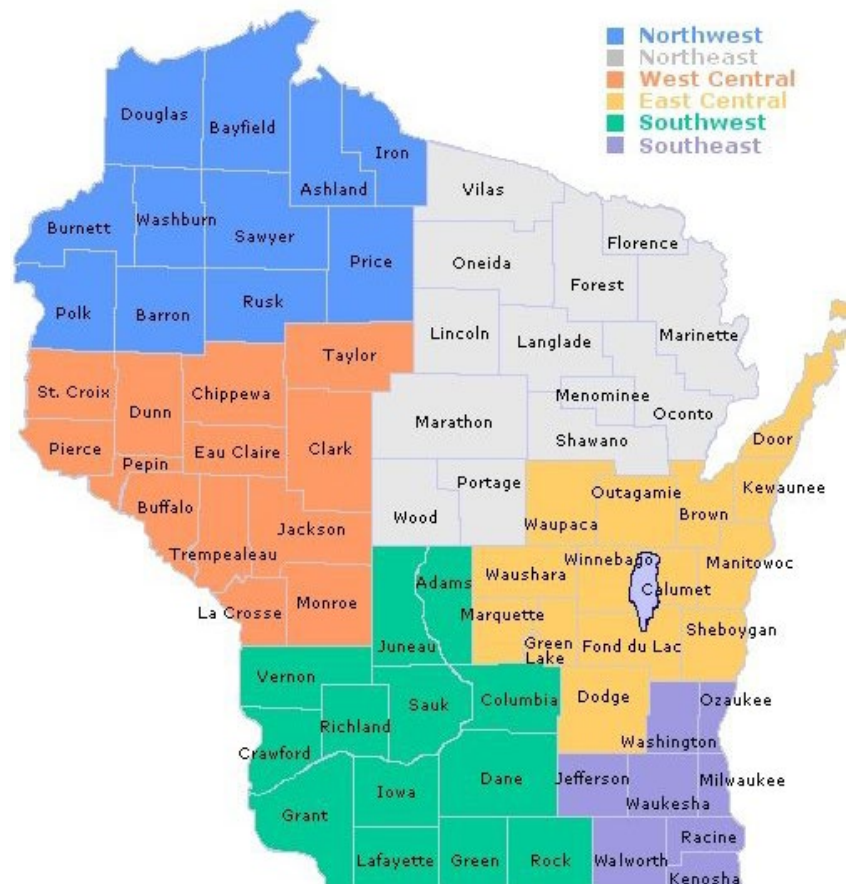 Northwest
Northeast
West Central
East Central
Southwest
Southeast
Douglas
Bayfield
Iron
Ashland
Vilas
Burnett
Washburn
Sawyer
Price
Florence
Oneida
Forest
Polk
Barron
Rusk
Lincoln
Langlade
Marinette
Taylor
St. Croix
Dunn
Chippewa
Menominee
Oconto
Marathon
Shawano
Door
Pierce
Pepin
Eau Claire
Clark
Portage
Outagamie
Kewaunee
Buffalo
Wood
Waupaca
Brown
Jackson
Trempealeau
Winnebago
Manitowoc
Adams
Waushara
Calumet
La Crosse
Monroe
Marquette
Juneau
Green
Lake
Fond du Lac
Sheboygan
Vernon
Richland
Sauk
Columbia
Dodge
Ozaukee
Crawford
Washington
Iowa
Dane
Jefferson
Milwaukee
Waukesha
Grant
Racine
Lafayette
Green
Rock
Walworth
Kenosha